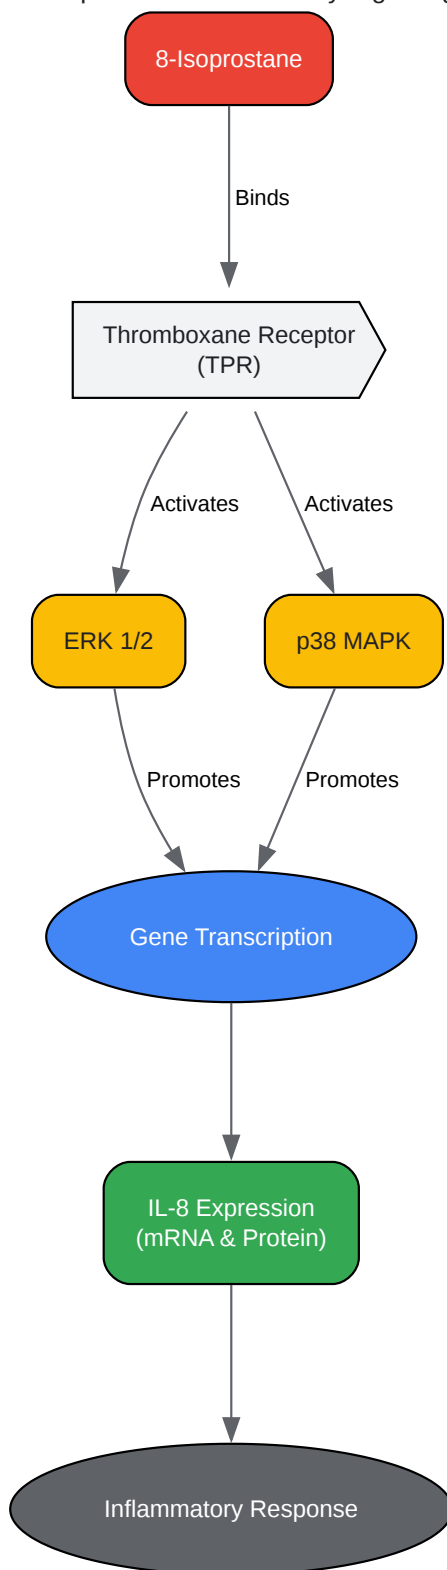 8-Isoprostane
Binds
Thromboxane Receptor
(TPR)
Activates
Activates
ERK 1/2
p38 MAPK
Promotes
Promotes
Gene Transcription
IL-8 Expression
(mRNA & Protein)
Inflammatory Response